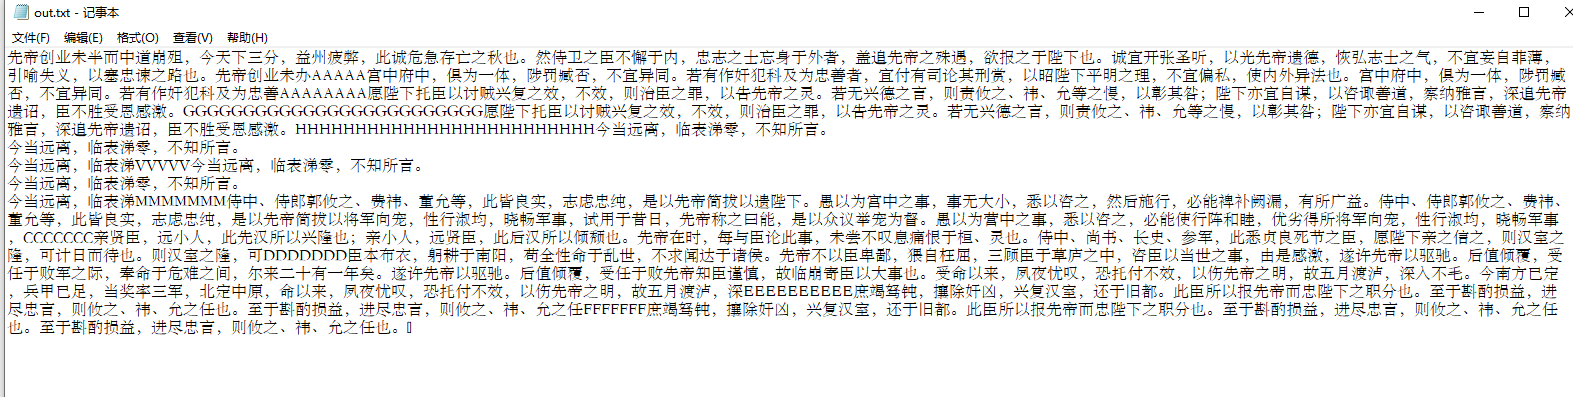 out.txt - 记事本
文件(F) 编辑(E) 格式(O) 查看(V) 帮助(H)
先帝创业未半而中道崩殂，今天下三分，益州疲弊，此诚危急存亡之秋也。然侍卫之臣不懈于内，忠志之士忘身于外者，盖追先帝之殊遇，欲报之于陛下也。诚宜开张圣听，以光先帝遗德，恢弘志士之气，不宜妄自菲薄，
引喻失义，以塞忠谏之路也。先帝创业未办AAAAA宫中府中，俱为一体，陟罚臧否，不宜异同。若有作奸犯科及为忠善者，宜付有司论其刑赏，以昭陛下平明之理，不宜偏私，使内外异法也。宫中府中，俱为一体，陟罚臧
否，不宜异同。若有作奸犯科及为忠善AAAAAAAA愿陛下托臣以讨贼兴复之效，不效，则治臣之罪，以告先帝之灵。若无兴德之言，则责攸之、祎、允等之慢，以彰其咎；陛下亦宜自谋，以咨诹善道，察纳雅言，深追先帝
遗诏，臣不胜受恩感激。GGGGGGGGGGGGGGGGGGGGGGGGG愿陛下托臣以讨贼兴复之效，不效，则治臣之罪，以告先帝之灵。若无兴德之言，则责攸之、祎、允等之慢，以彰其咎；陛下亦宜自谋，以咨诹善道，察纳
雅言，深追先帝遗诏，臣不胜受恩感激。HHHHHHHHHHHHHHHHHHHHHHHHH今当远离，临表涕零，不知所言。
今当远离，临表涕零，不知所言。
今当远离，临表涕VVVVV今当远离，临表涕零，不知所言。
今当远离，临表涕零，不知所言。
今当远离，临表涕MMMMMMM侍中、侍郎郭攸之、费祎、董允等，此皆良实，志虑忠纯，是以先帝简拔以遗陛下。愚以为宫中之事，事无大小，悉以咨之，然后施行，必能裨补阙漏，有所广益。侍中、侍郎郭攸之、费祎、
董允等，此皆良实，志虑忠纯，是以先帝简拔以将军向宠，性行淑均，晓畅军事，试用于昔日，先帝称之曰能，是以众议举宠为督。愚以为营中之事，悉以咨之，必能使行阵和睦，优劣得所将军向宠，性行淑均，晓畅军事
，CCCCCCC亲贤臣，远小人，此先汉所以兴隆也；亲小人，远贤臣，此后汉所以倾颓也。先帝在时，每与臣论此事，未尝不叹息痛恨于桓、灵也。侍中、尚书、长史、参军，此悉贞良死节之臣，愿陛下亲之信之，则汉室之
隆，可计日而待也。则汉室之隆，可DDDDDDD臣本布衣，躬耕于南阳，苟全性命于乱世，不求闻达于诸侯。先帝不以臣卑鄙，猥自枉屈，三顾臣于草庐之中，咨臣以当世之事，由是感激，遂许先帝以驱驰。后值倾覆，受
任于败军之际，奉命于危难之间，尔来二十有一年矣。遂许先帝以驱驰。后值倾覆，受任于败先帝知臣谨慎，故临崩寄臣以大事也。受命以来，夙夜忧叹，恐托付不效，以伤先帝之明，故五月渡泸，深入不毛。今南方已定
，兵甲已足，当奖率三军，北定中原，命以来，夙夜忧叹，恐托付不效，以伤先帝之明，故五月渡泸，深EEEEEEEEEE庶竭驽钝，攘除奸凶，兴复汉室，还于旧都。此臣所以报先帝而忠陛下之职分也。至于斟酌损益，进
尽忠言，则攸之、祎、允之任也。至于斟酌损益，进尽忠言，则攸之、祎、允之任FFFFFFF庶竭驽钝，攘除奸凶，兴复汉室，还于旧都。此臣所以报先帝而忠陛下之职分也。至于斟酌损益，进尽忠言，则攸之、祎、允之任
也。至于斟酌损益，进尽忠言，则攸之、祎、允之任也。